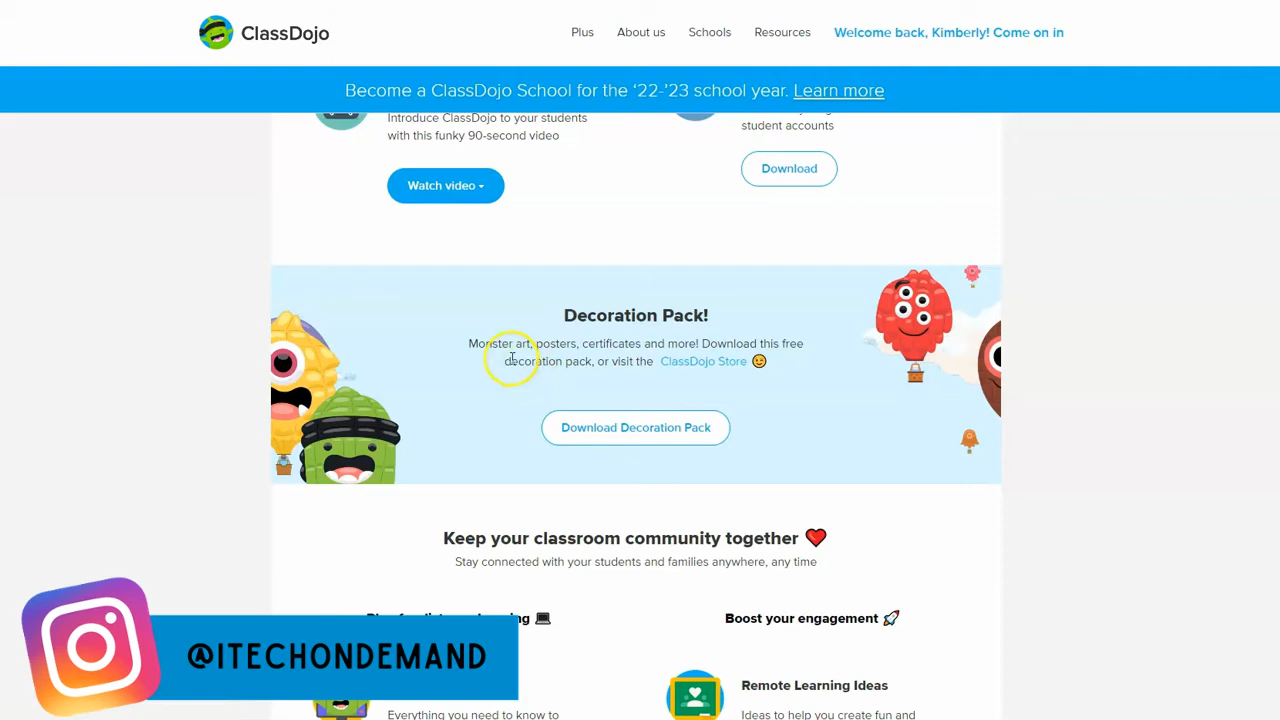 ClassDojo
Plus
About us
Schools
Resources
Welcome back, Kimberly! Come on in
Become a ClassDojo School for the ‘22-’23 school year. Learn more
Introduce ClassDojo to your students
with this funky 90-second video
Watch video
student accounts
Download
Decoration Pack!
Monster art, posters, certificates and more! Download this free
decoration pack, or visit the ClassDojo Store 😉
Download Decoration Pack
Keep your classroom community together ❤️
Stay connected with your students and families anywhere, any time
Boost your engagement 🚀
Remote Learning Ideas
Everything you need to know to
Ideas to help you create fun and
@ITECHONDEMAND